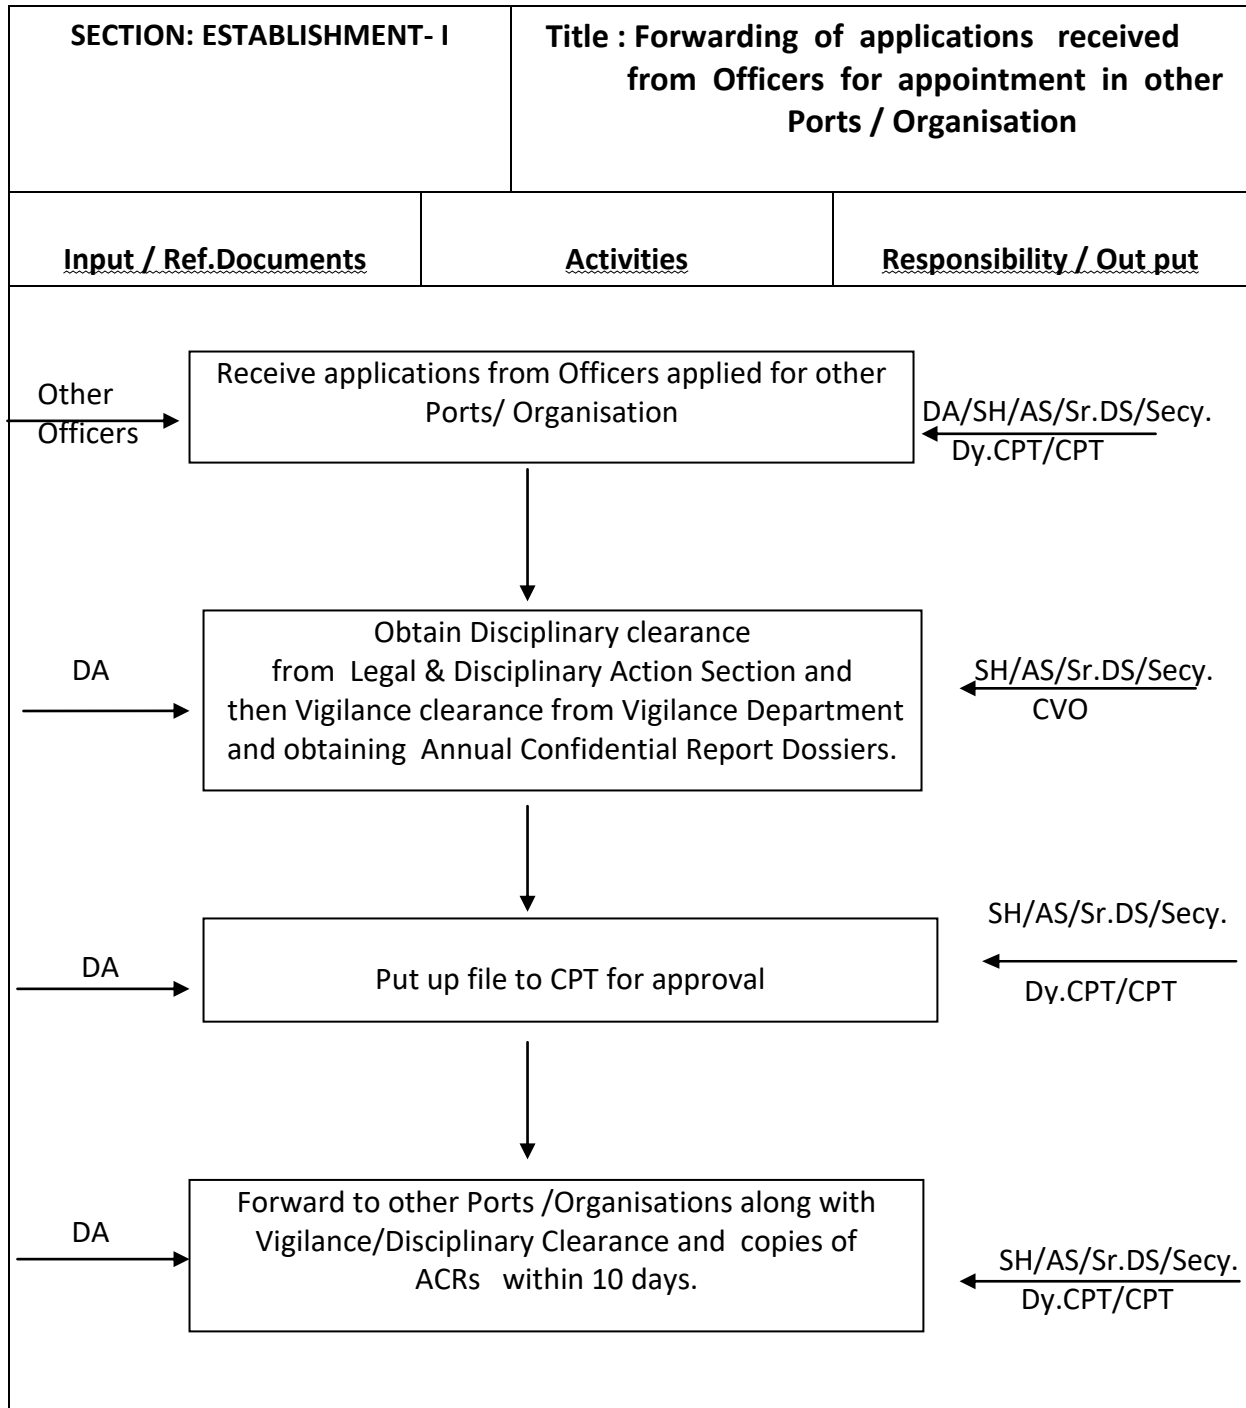 SECTION: ESTABLISHMENT- I
Title : Forwarding of applications received
from Officers for appointment in other
Ports / Organisation
Input / Ref.Documents
Activities
Responsibility / Out put
Other
Officers
Receive applications from Officers applied for other
Ports/ Organisation
DA/SH/AS/Sr.DS/Secy.
Dy.CPT/CPT
DA
Obtain Disciplinary clearance
from Legal & Disciplinary Action Section and
then Vigilance clearance from Vigilance Department
and obtaining Annual Confidential Report Dossiers.
SH/AS/Sr.DS/Secy.
CVO
DA
Put up file to CPT for approval
SH/AS/Sr.DS/Secy.
Dy.CPT/CPT
DA
Forward to other Ports /Organisations along with
Vigilance/Disciplinary Clearance and copies of
ACRs within 10 days.
SH/AS/Sr.DS/Secy.
Dy.CPT/CPT